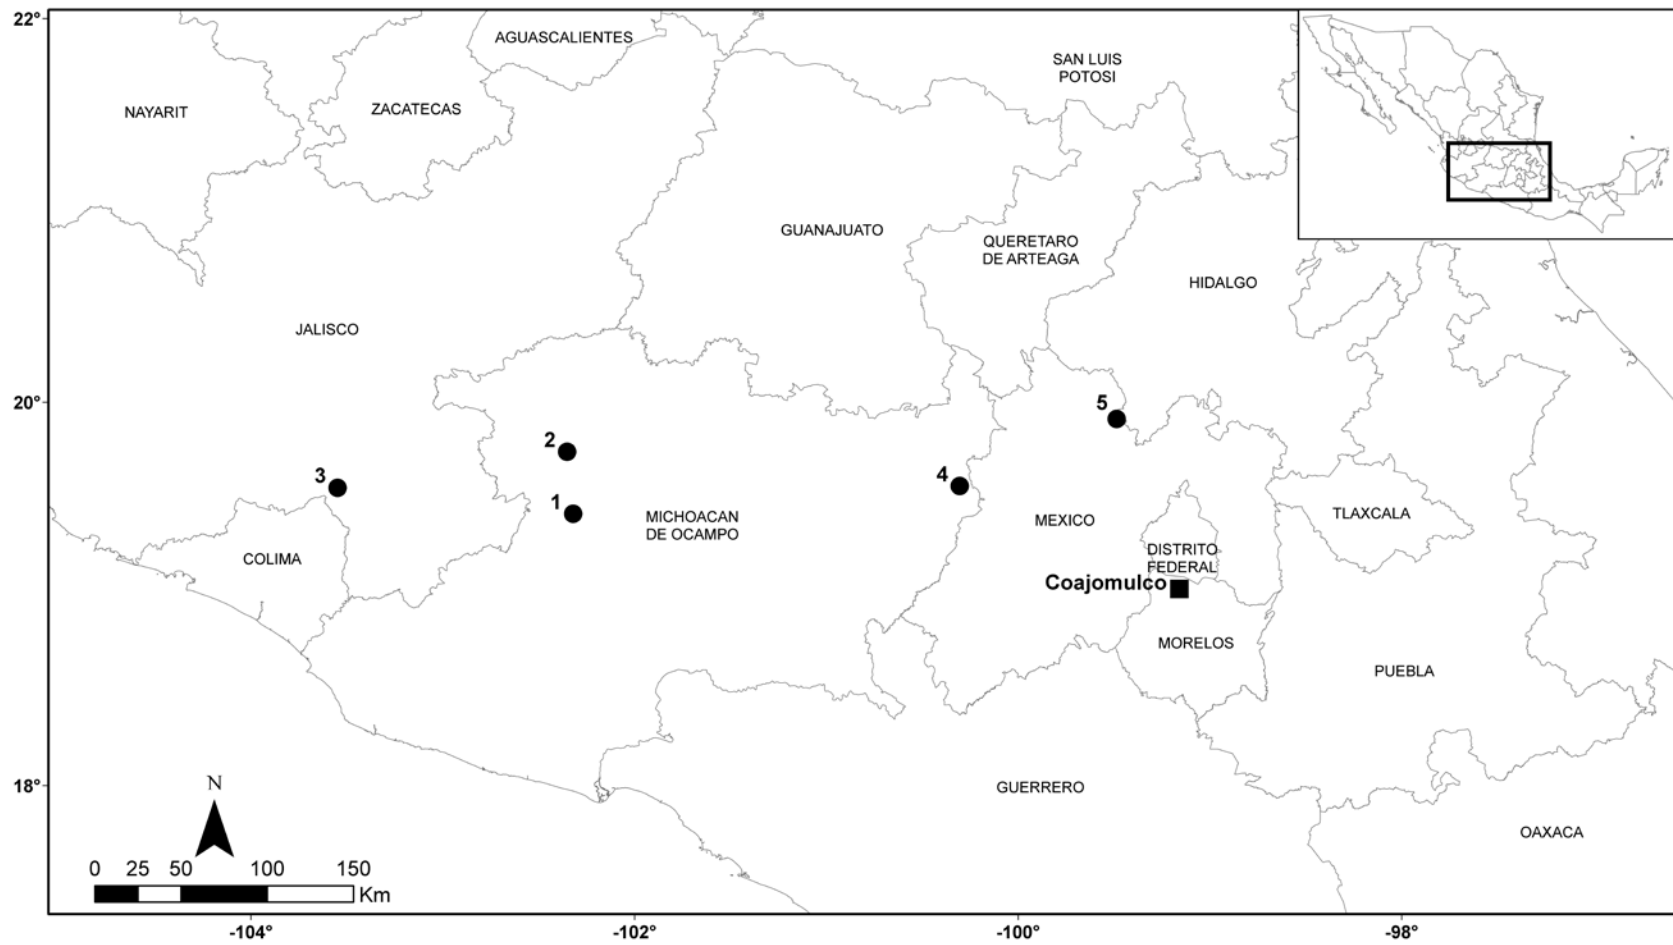 22°
AGUASCALIENTES
SAN LUIS
POTOSI
NAYARIT
ZACATECAS
GUANAJUATO
QUERETARO
DE ARTEAGA
HIDALGO
JALISCO
20°
5
2
3
4
1
MICHOACAN
DE OCAMPO
MEXICO
TLAXCALA
COLIMA
DISTRITO
FEDERAL
Coajomulco
MORELOS
PUEBLA
18°
N
GUERRERO
OAXACA
0 25 50 100 150
Km
-104° -102° -100° -98°